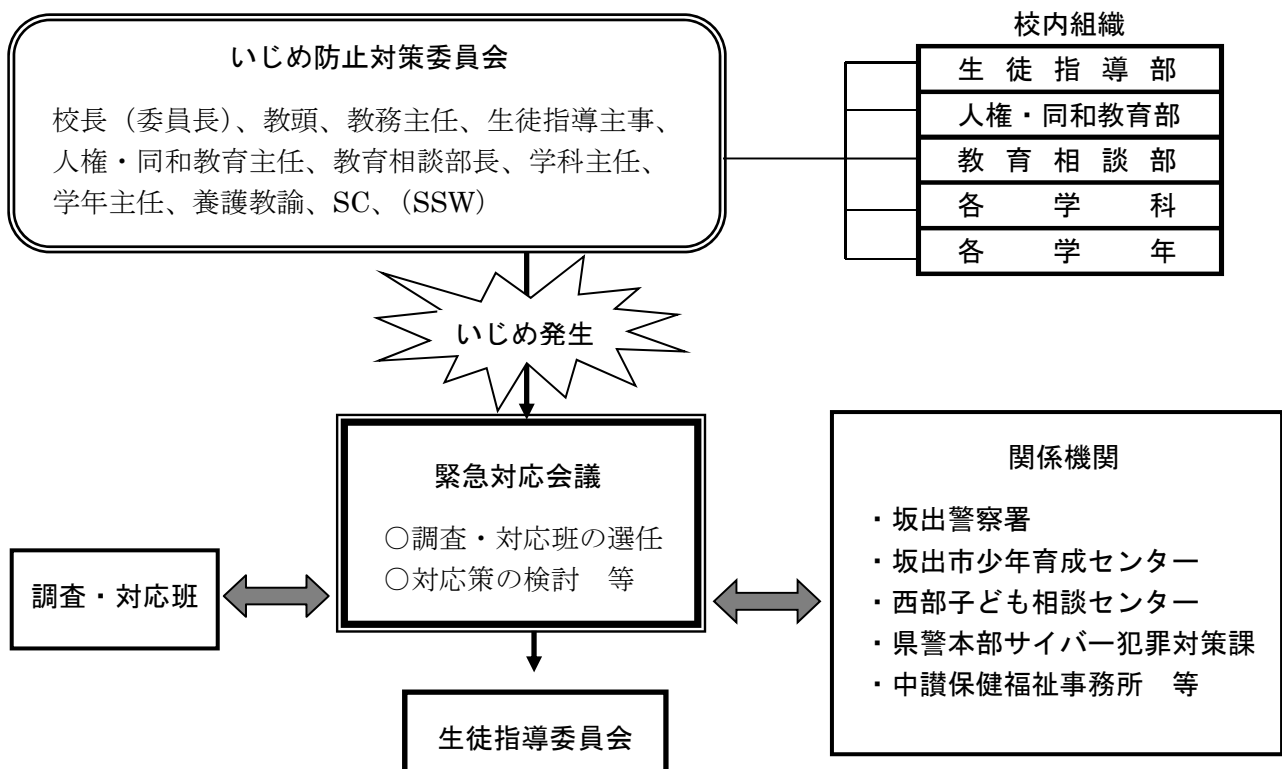 いじめ防止対策委員会
校長（委員長）、教頭、教務主任、生徒指導主事、
人権・同和教育主任、教育相談部長、学科主任、
学年主任、養護教諭、SC、（SSW）
校内組織
生徒指導部
人権・同和教育部
教育相談部
各学科
各学年
いじめ発生
緊急対応会議
○調査・対応班の選任
○対応策の検討　等
調査・対応班
関係機関
・坂出警察署
・坂出市少年育成センター
・西部子ども相談センター
・県警本部サイバー犯罪対策課
・中讃保健福祉事務所　等
生徒指導委員会